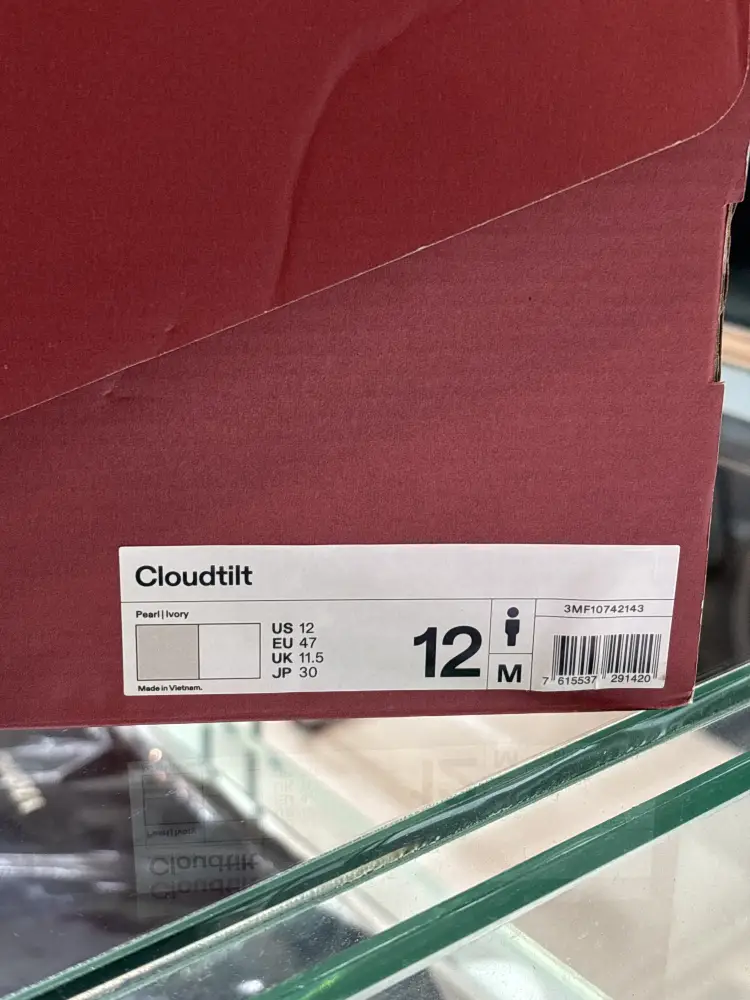 Cloudtilt
Pearl | Ivory
US 12
EU 47
UK 11.5
JP 30
Made in Vietnam.
12
M
3MF10742143
7 615537 291420